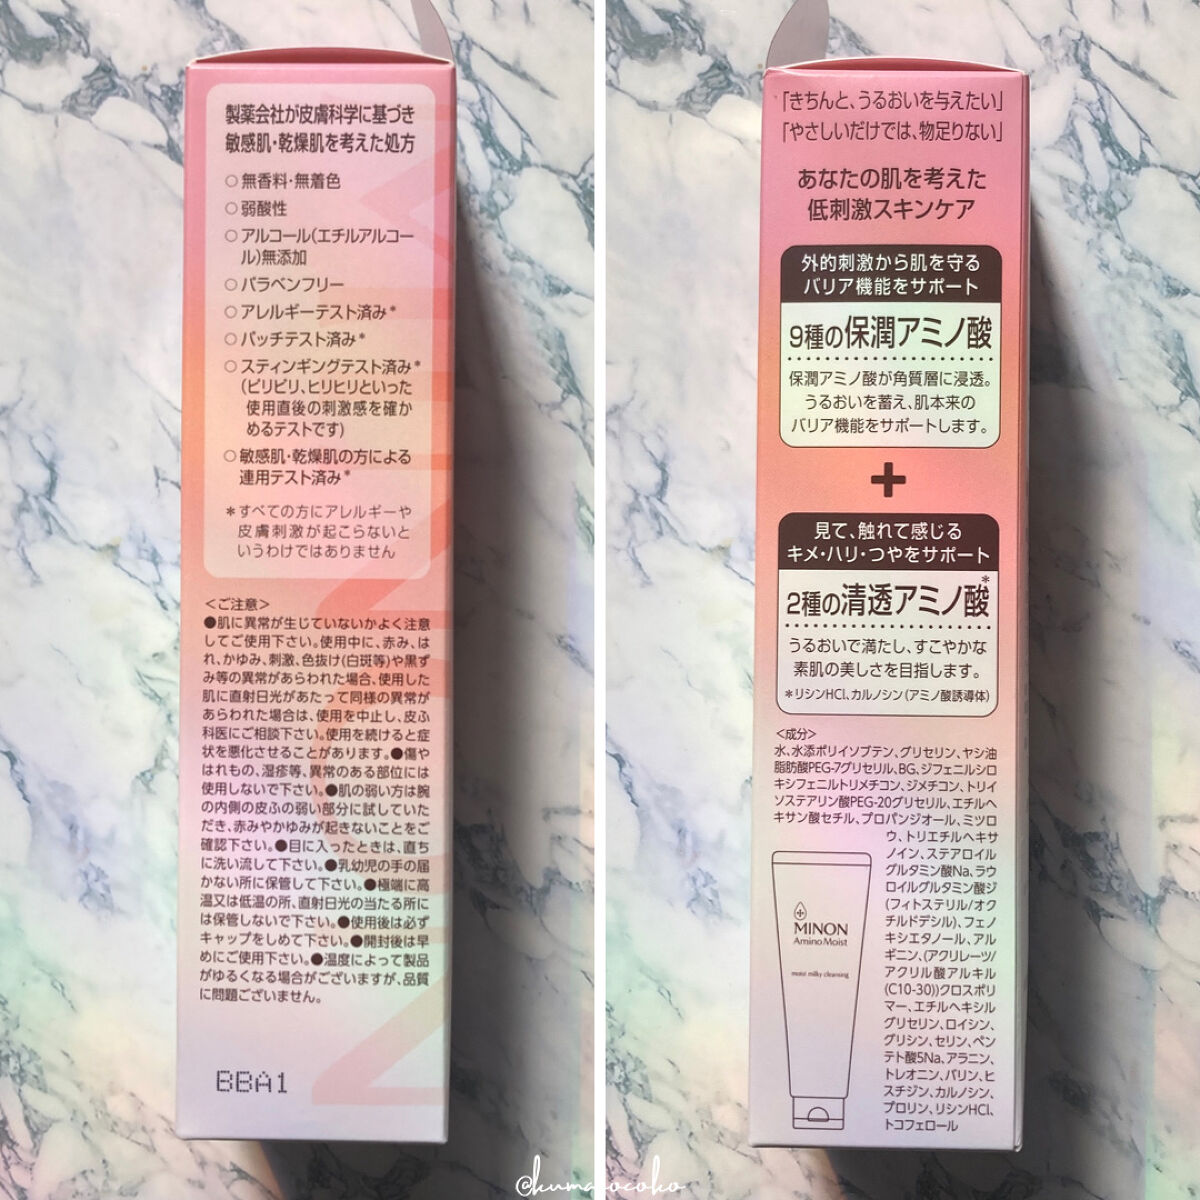 製薬会社が皮膚科学に基づき
敏感肌・乾燥肌を考えた処方
○無香料・無着色
○弱酸性
○アルコール(エチルアルコー
ル)無添加
○パラベンフリー
○アレルギーテスト済み*
○パッチテスト済み*
○スティンギングテスト済み*
(ピリピリ、ヒリヒリといった
使用直後の刺激感を確か
めるテストです)
○敏感肌・乾燥肌の方による
連用テスト済み*
*すべての方にアレルギーや
皮膚刺激が起こらないと
いうわけではありません
<ご注意>
●肌に異常が生じていないかよく注意
してご使用下さい。使用中に、赤み、は
れ、かゆみ、刺激、色抜け(白斑等)や黒ず
み等の異常があらわれた場合、使用した
肌に直射日光があたって同様の異常が
あらわれた場合は、使用を中止し、皮ふ
科医にご相談下さい。使用を続けると症
状を悪化させることがあります。●傷や
はれもの、湿疹等、異常のある部位には
使用しないで下さい。●肌の弱い方は腕
の内側の皮ふの弱い部分に試していた
だき、赤みやかゆみが起きないことをご
確認下さい。●目に入ったときは、直ち
に洗い流して下さい。●乳幼児の手の届
かない所に保管して下さい。●極端に高
温又は低温の所、直射日光の当たる所に
は保管しないで下さい。●使用後は必ず
キャップをしめて下さい。●開封後は早
めにご使用下さい。●温度によって製品
がゆるくなる場合がございますが、品質
に問題ございません。
BBA1
「きちんと、うるおいを与えたい」
「やさしいだけでは、物足りない」
あなたの肌を考えた
低刺激スキンケア
外的刺激から肌を守る
バリア機能をサポート
9種の保潤アミノ酸
保潤アミノ酸が角質層に浸透。
うるおいを蓄え、肌本来の
バリア機能をサポートします。
+
見て、触れて感じる
キメ・ハリ・つやをサポート
2種の清透アミノ酸*
うるおいで満たし、すこやかな
素肌の美しさを目指します。
*リシンHCl、カルノシン(アミノ酸誘導体)
<成分>
水、水添ポリイソブテン、グリセリン、ヤシ油
脂肪酸PEG-7グリセリル、BG、ジフェニルシロ
キシフェニルトリメチコン、ジメチコン、トリイ
ソステアリン酸PEG-20グリセリル、エチルヘ
キサン酸セチル、プロパンジオール、ミツロ
ウ、トリエチルヘキサ
ノイン、ステアロイル
グルタミン酸Na、ラウ
ロイルグルタミン酸ジ
(フィトステリル/オク
チルドデシル)、フェノ
キシエタノール、アル
ギニン、(アクリレーツ/
アクリル酸アルキル
(C10-30))クロスポリ
マー、エチルヘキシル
グリセリン、ロイシン、
グリシン、セリン、ペン
テト酸5Na、アラニン、
トレオニン、バリン、ヒ
スチジン、カルノシン、
プロリン、リシンHCl、
トコフェロール
MINON
Amino Moist
moist milky cleansing
@kumacocoko